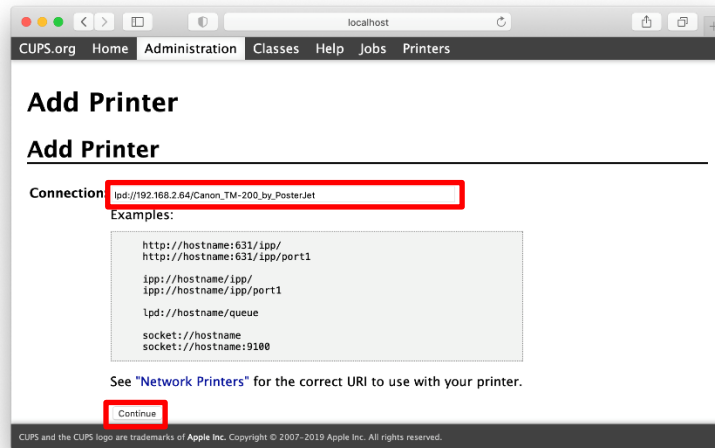 localhost
CUPS.org Home Administration Classes Help Jobs Printers
Add Printer
Add Printer
Connection: lpd://192.168.2.64/Canon_TM-200_by_PosterJet
Examples:
http://hostname:631/ipp/
http://hostname:631/ipp/port1
ipp://hostname/ipp/
ipp://hostname/ipp/port1
lpd://hostname/queue
socket://hostname
socket://hostname:9100
See "Network Printers" for the correct URI to use with your printer.
Continue
CUPS and the CUPS logo are trademarks of Apple Inc. Copyright © 2007-2019 Apple Inc. All rights reserved.